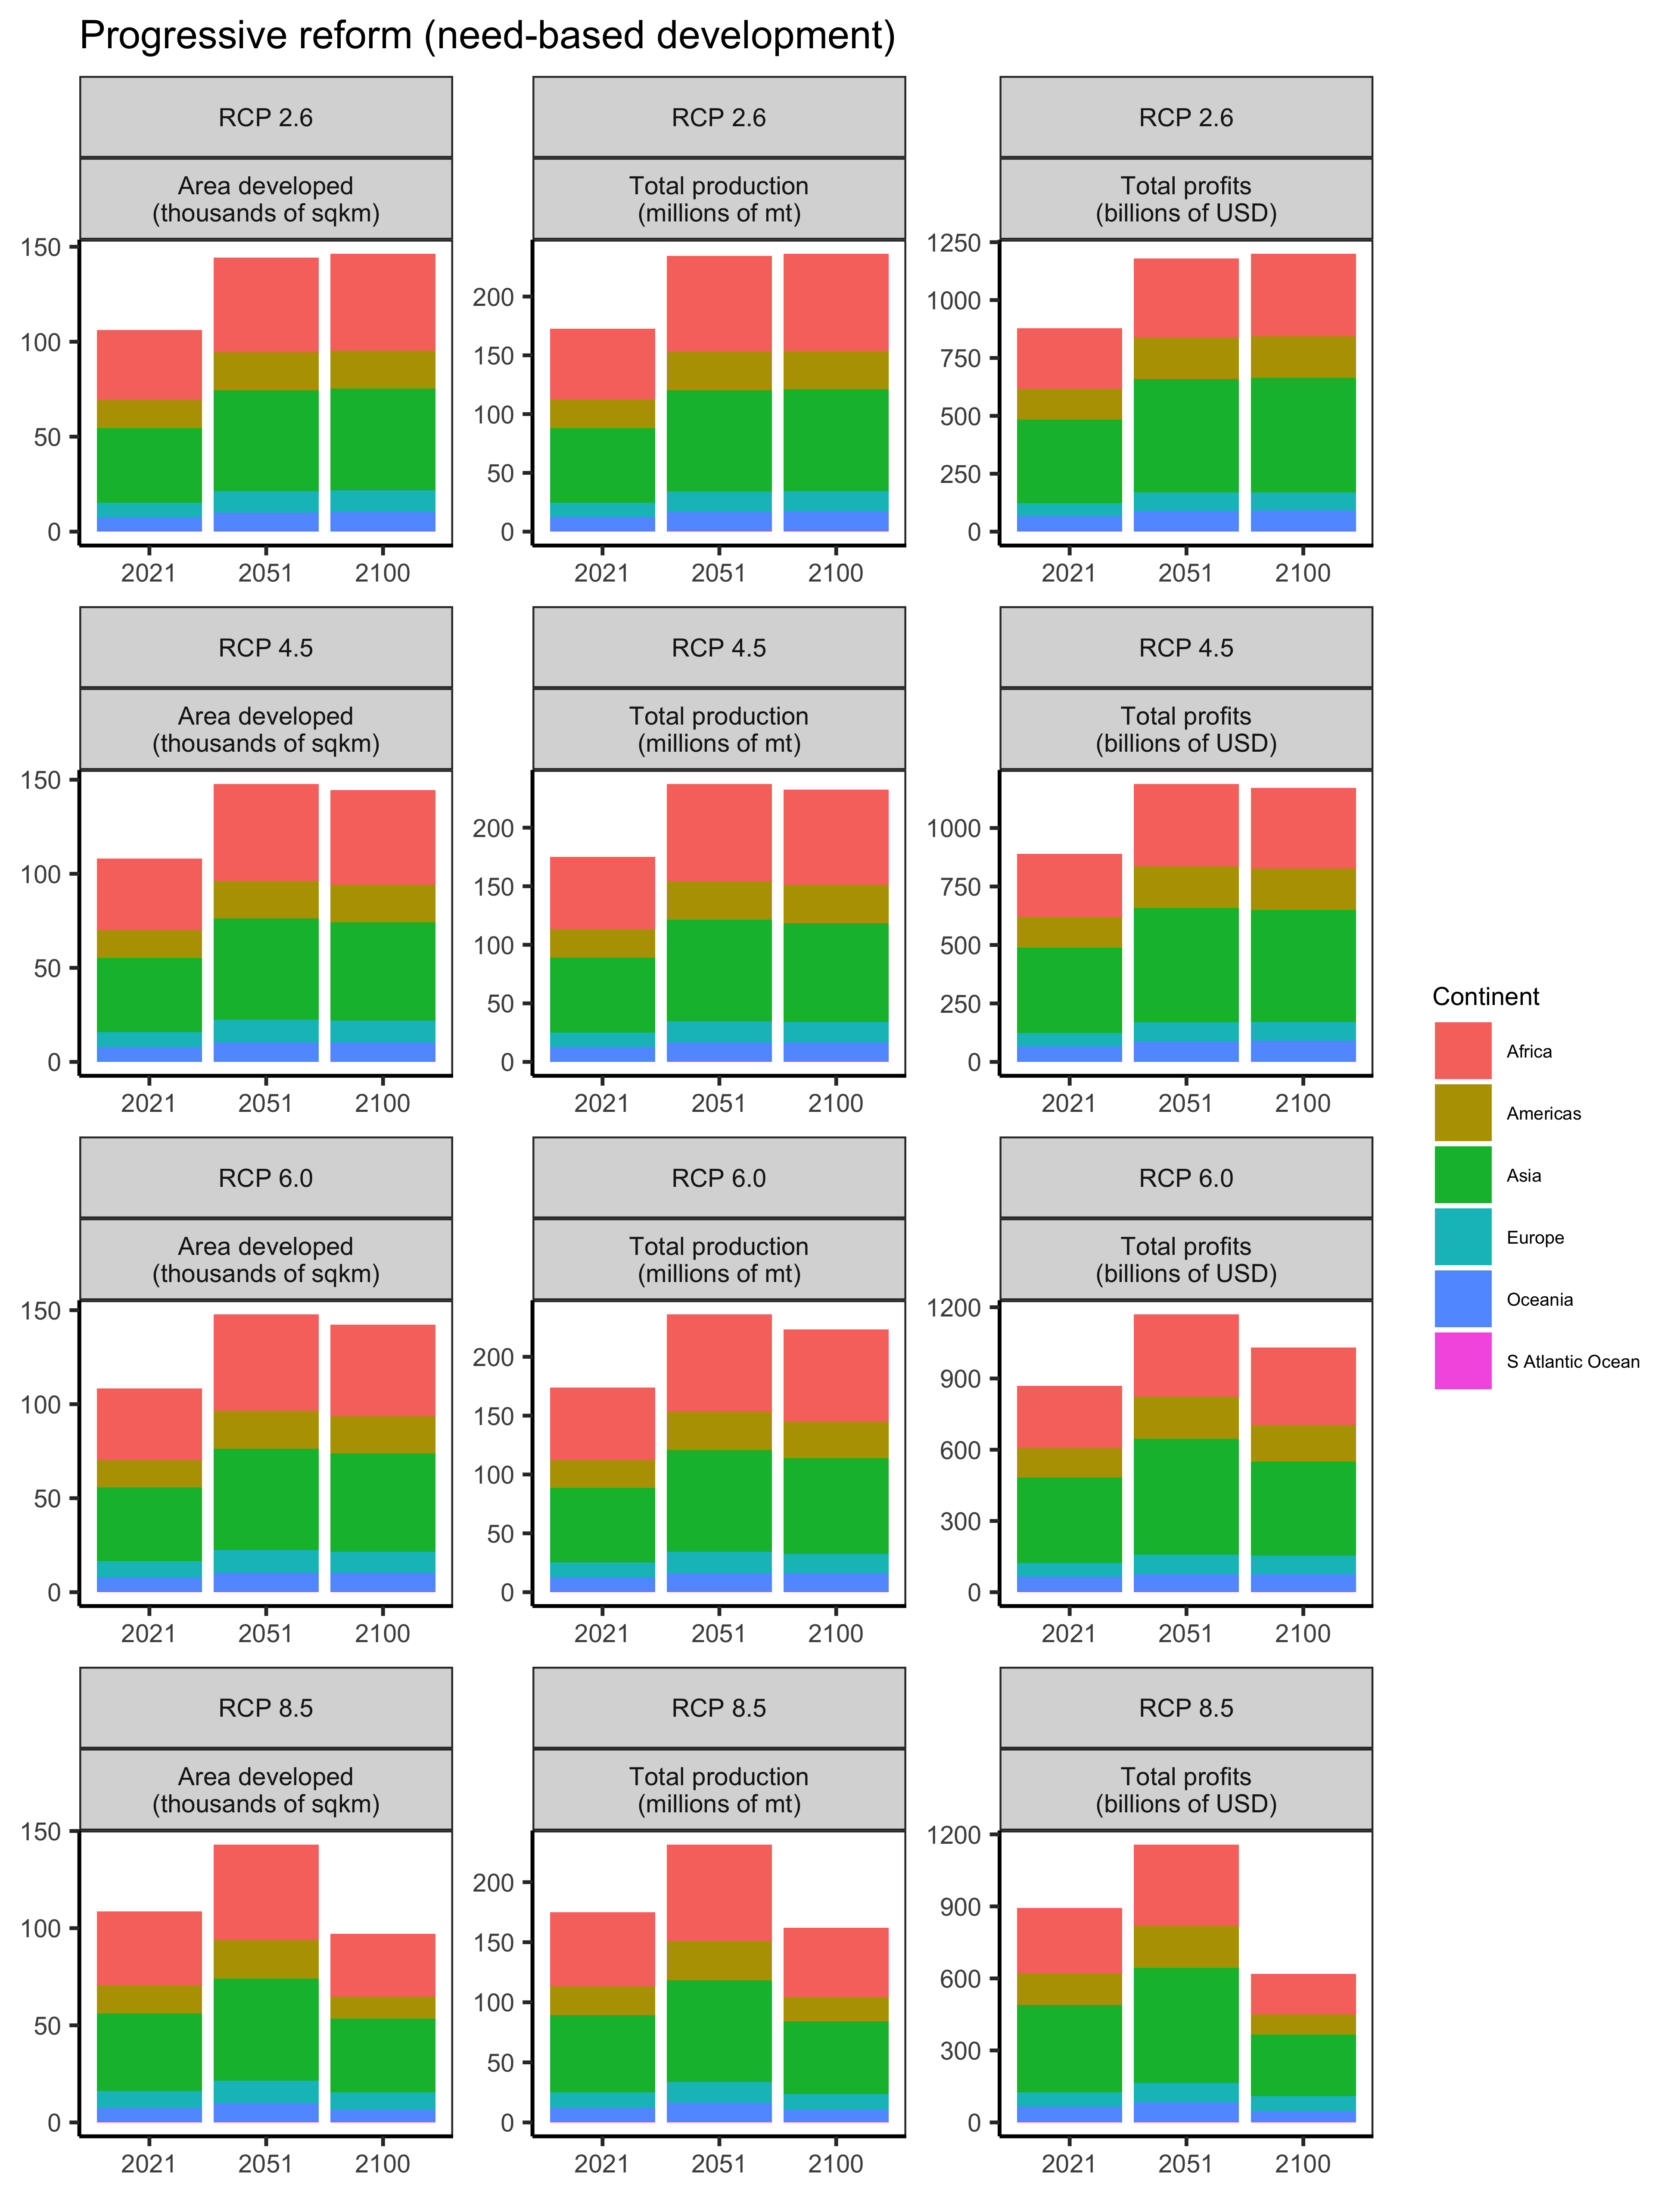 Progressive reform (need-based development)
RCP 2.6
RCP 2.6
RCP 2.6
Area developed
(thousands of sqkm)
Total production
(millions of mt)
Total profits
(billions of USD)
150
100
50
0
2021
2051
2100
200
150
100
50
0
2021
2051
2100
1250
1000
750
500
250
0
2021
2051
2100
RCP 4.5
RCP 4.5
RCP 4.5
Area developed
(thousands of sqkm)
Total production
(millions of mt)
Total profits
(billions of USD)
150
100
50
0
2021
2051
2100
200
150
100
50
0
2021
2051
2100
1000
750
500
250
0
2021
2051
2100
RCP 6.0
RCP 6.0
RCP 6.0
Area developed
(thousands of sqkm)
Total production
(millions of mt)
Total profits
(billions of USD)
150
100
50
0
2021
2051
2100
200
150
100
50
0
2021
2051
2100
1200
900
600
300
0
2021
2051
2100
RCP 8.5
RCP 8.5
RCP 8.5
Area developed
(thousands of sqkm)
Total production
(millions of mt)
Total profits
(billions of USD)
150
100
50
0
2021
2051
2100
200
150
100
50
0
2021
2051
2100
1200
900
600
300
0
2021
2051
2100
Continent
Africa
Americas
Asia
Europe
Oceania
S Atlantic Ocean